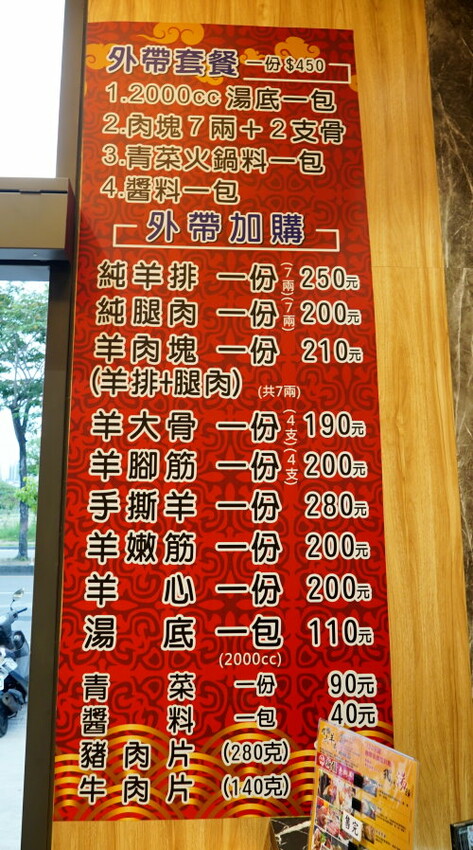 外帶套餐 一份 $450
1.2000cc 湯底一包
2.肉塊7兩+2支骨
3.青菜火鍋料一包
4.醬料一包
外帶加購
純羊排 一份 (7兩) 250元
純腿肉 一份 (7兩) 200元
羊肉塊 一份 210元
(羊排+腿肉) (共7兩)
羊大骨 一份 (4支) 190元
羊腳筋 一份 (4支) 200元
手撕羊 一份 280元
羊嫩筋 一份 200元
羊心 一份 200元
湯底 一包 110元
(2000cc)
青菜 一份 90元
醬料 一包 40元
豬肉片 (280克)
牛肉片 (140克)
售完